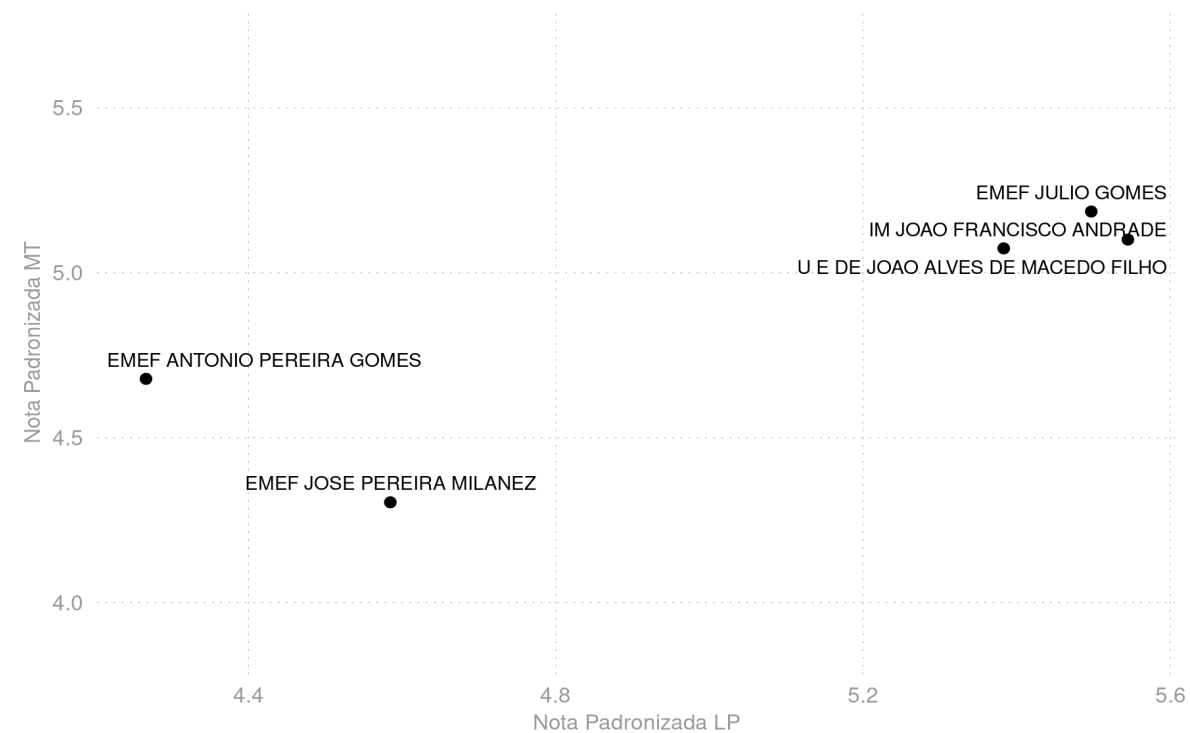 5.5
EMEF JULIO GOMES
IM JOAO FRANCISCO ANDRADE
5.0
U E DE JOAO ALVES DE MACEDO FILHO
Nota Padronizada MT
EMEF ANTONIO PEREIRA GOMES
4.5
EMEF JOSE PEREIRA MILANEZ
4.0
4.4
4.8
5.2
5.6
Nota Padronizada LP